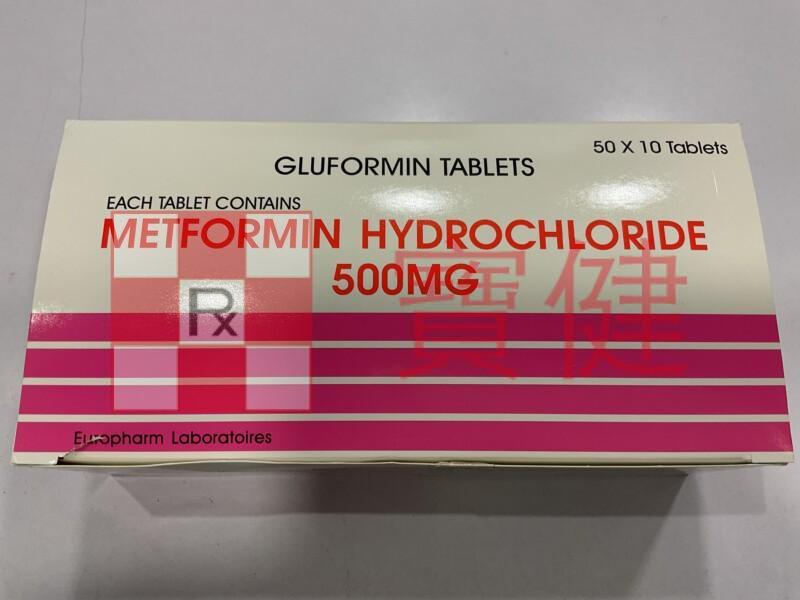 50 X 10 Tablets
GLUFORMIN TABLETS
EACH TABLET CONTAINS
METFORMIN HYDROCHLORIDE
500MG
Rx
寶健
Europharm Laboratoires